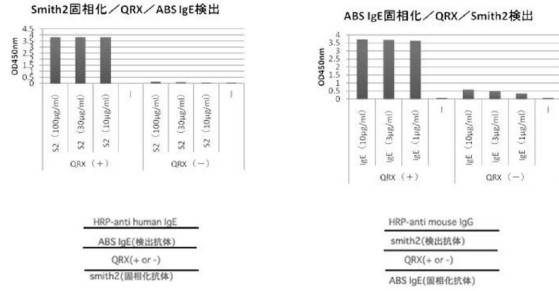 Smith2固相化／QRX／ABS IgE検出
OD450nm
4.5
4
3.5
3
2.5
2
1.5
1
0.5
0
S2（100μg/ml）
S2（30μg/ml）
S2（10μg/ml）
－
S2（100μg/ml）
S2（30μg/ml）
S2（10μg/ml）
－
QRX（＋）
QRX（－）
HRP-anti human IgE
ABS IgE(検出抗体)
QRX(+ or -)
smith2(固相化抗体)
ABS IgE固相化／QRX／Smith2検出
OD450nm
4
3.5
3
2.5
2
1.5
1
0.5
0
IgE（10μg/ml）
IgE（3μg/ml）
IgE（1μg/ml）
－
IgE（10μg/ml）
IgE（3μg/ml）
IgE（1μg/ml）
－
QRX（＋）
QRX（－）
HRP-anti mouse IgG
smith2(検出抗体)
QRX(+ or -)
ABS IgE(固相化抗体)